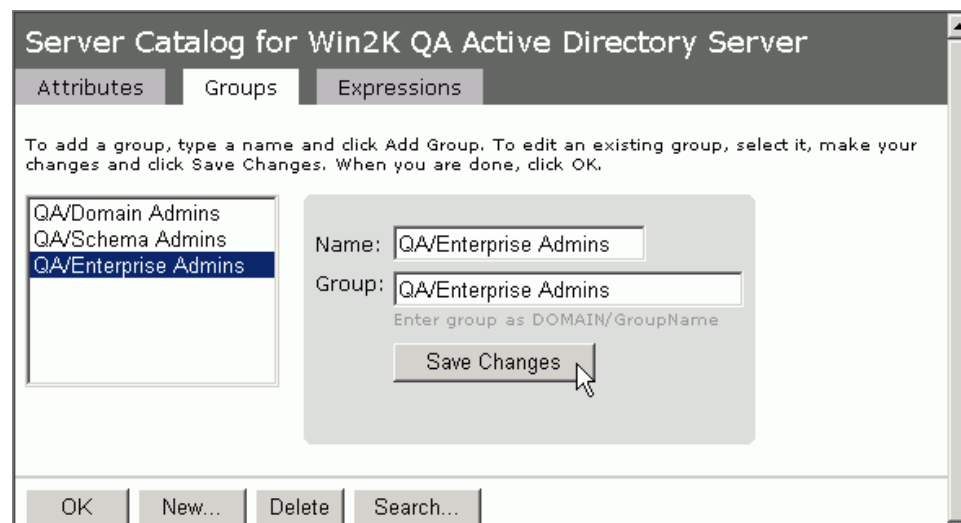 Server Catalog for Win2K QA Active Directory Server
Attributes Groups Expressions
To add a group, type a name and click Add Group. To edit an existing group, select it, make your
changes and click Save Changes. When you are done, click OK.
QA/Domain Admins
QA/Schema Admins
QA/Enterprise Admins
Name: QA/Enterprise Admins
Group: QA/Enterprise Admins
Enter group as DOMAIN/GroupName
Save Changes
OK New... Delete Search...